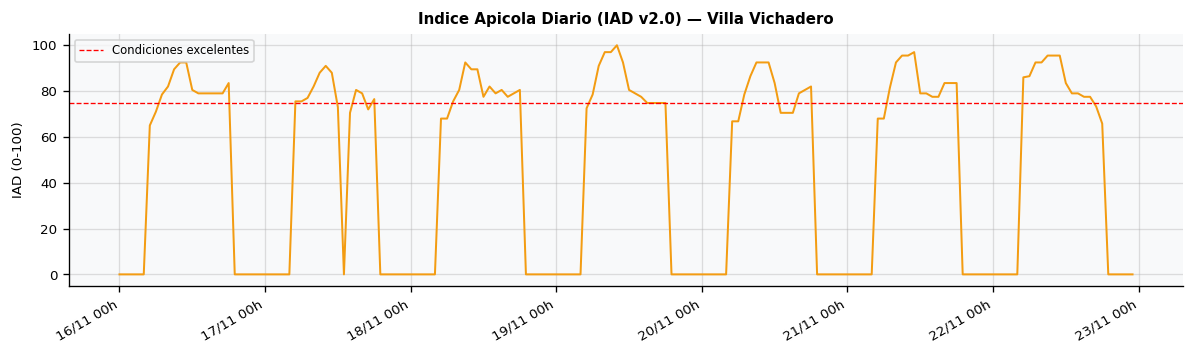 Indice Apicola Diario (IAD v2.0) — Villa Vichadero
Condiciones excelentes
IAD (0-100)
100
80
60
40
20
0
16/11 00h
17/11 00h
18/11 00h
19/11 00h
20/11 00h
21/11 00h
22/11 00h
23/11 00h